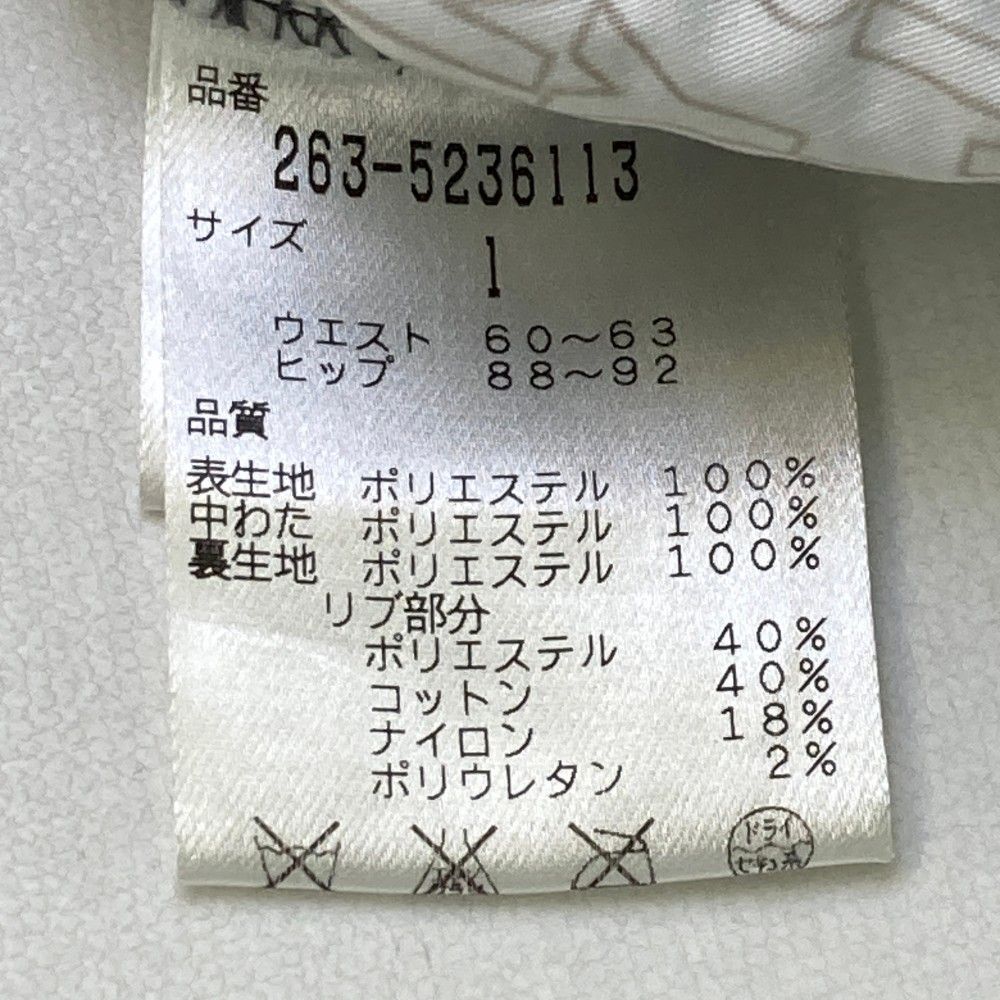 品番
263-5236113
サイズ
1
ウエスト 60～63
ヒップ 88～92
品質
表生地 ポリエステル 100%
中わた ポリエステル 100%
裏生地 ポリエステル 100%
リブ部分
ポリエステル 40%
コットン 40%
ナイロン 18%
ポリウレタン 2%
ドライ
セキユ系